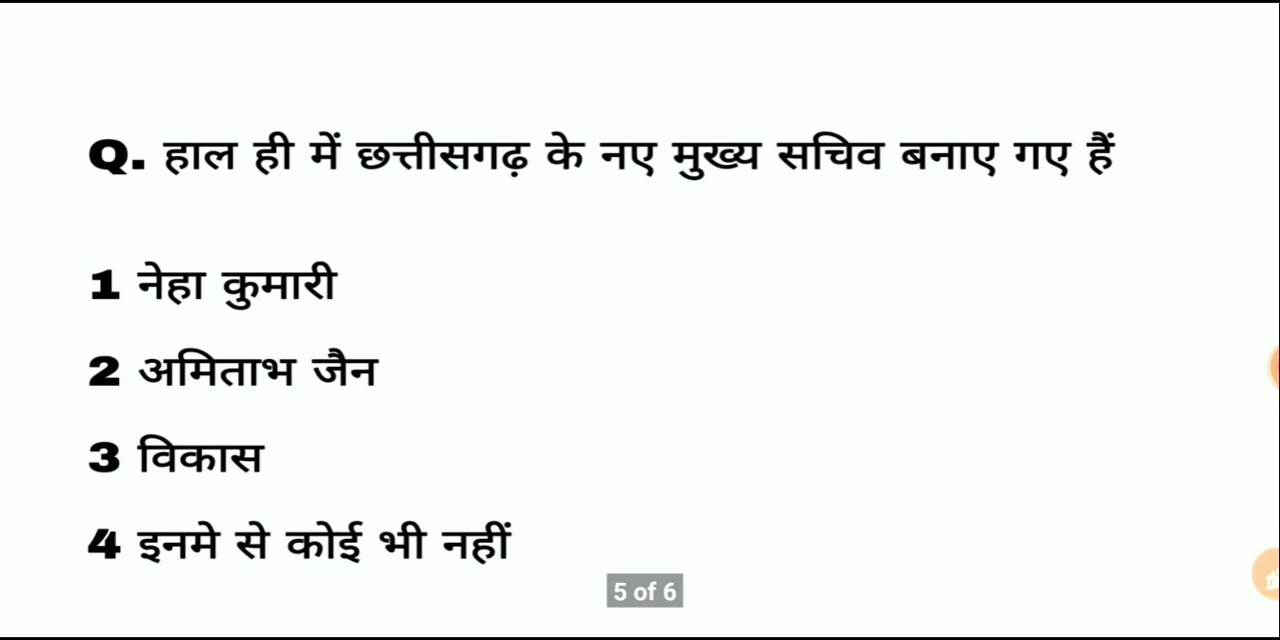 Q. हाल ही में छत्तीसगढ़ के नए मुख्य सचिव बनाए गए हैं
1 नेहा कुमारी
2 अमिताभ जैन
3 विकास
4 इनमे से कोई भी नहीं
5 of 6